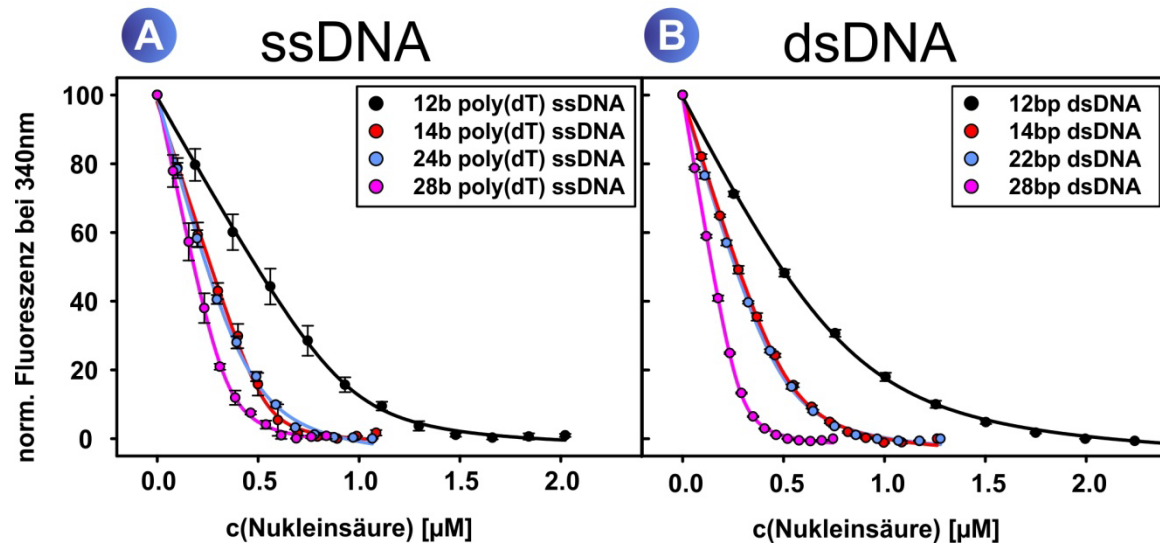 A ssDNA
B dsDNA
norm. Fluoreszenz bei 340nm
100
80
60
40
20
0
12b poly(dT) ssDNA
14b poly(dT) ssDNA
24b poly(dT) ssDNA
28b poly(dT) ssDNA
0.0 0.5 1.0 1.5 2.0
c(Nukleinsäure) [µM]
12bp dsDNA
14bp dsDNA
22bp dsDNA
28bp dsDNA
0.0 0.5 1.0 1.5 2.0
c(Nukleinsäure) [µM]